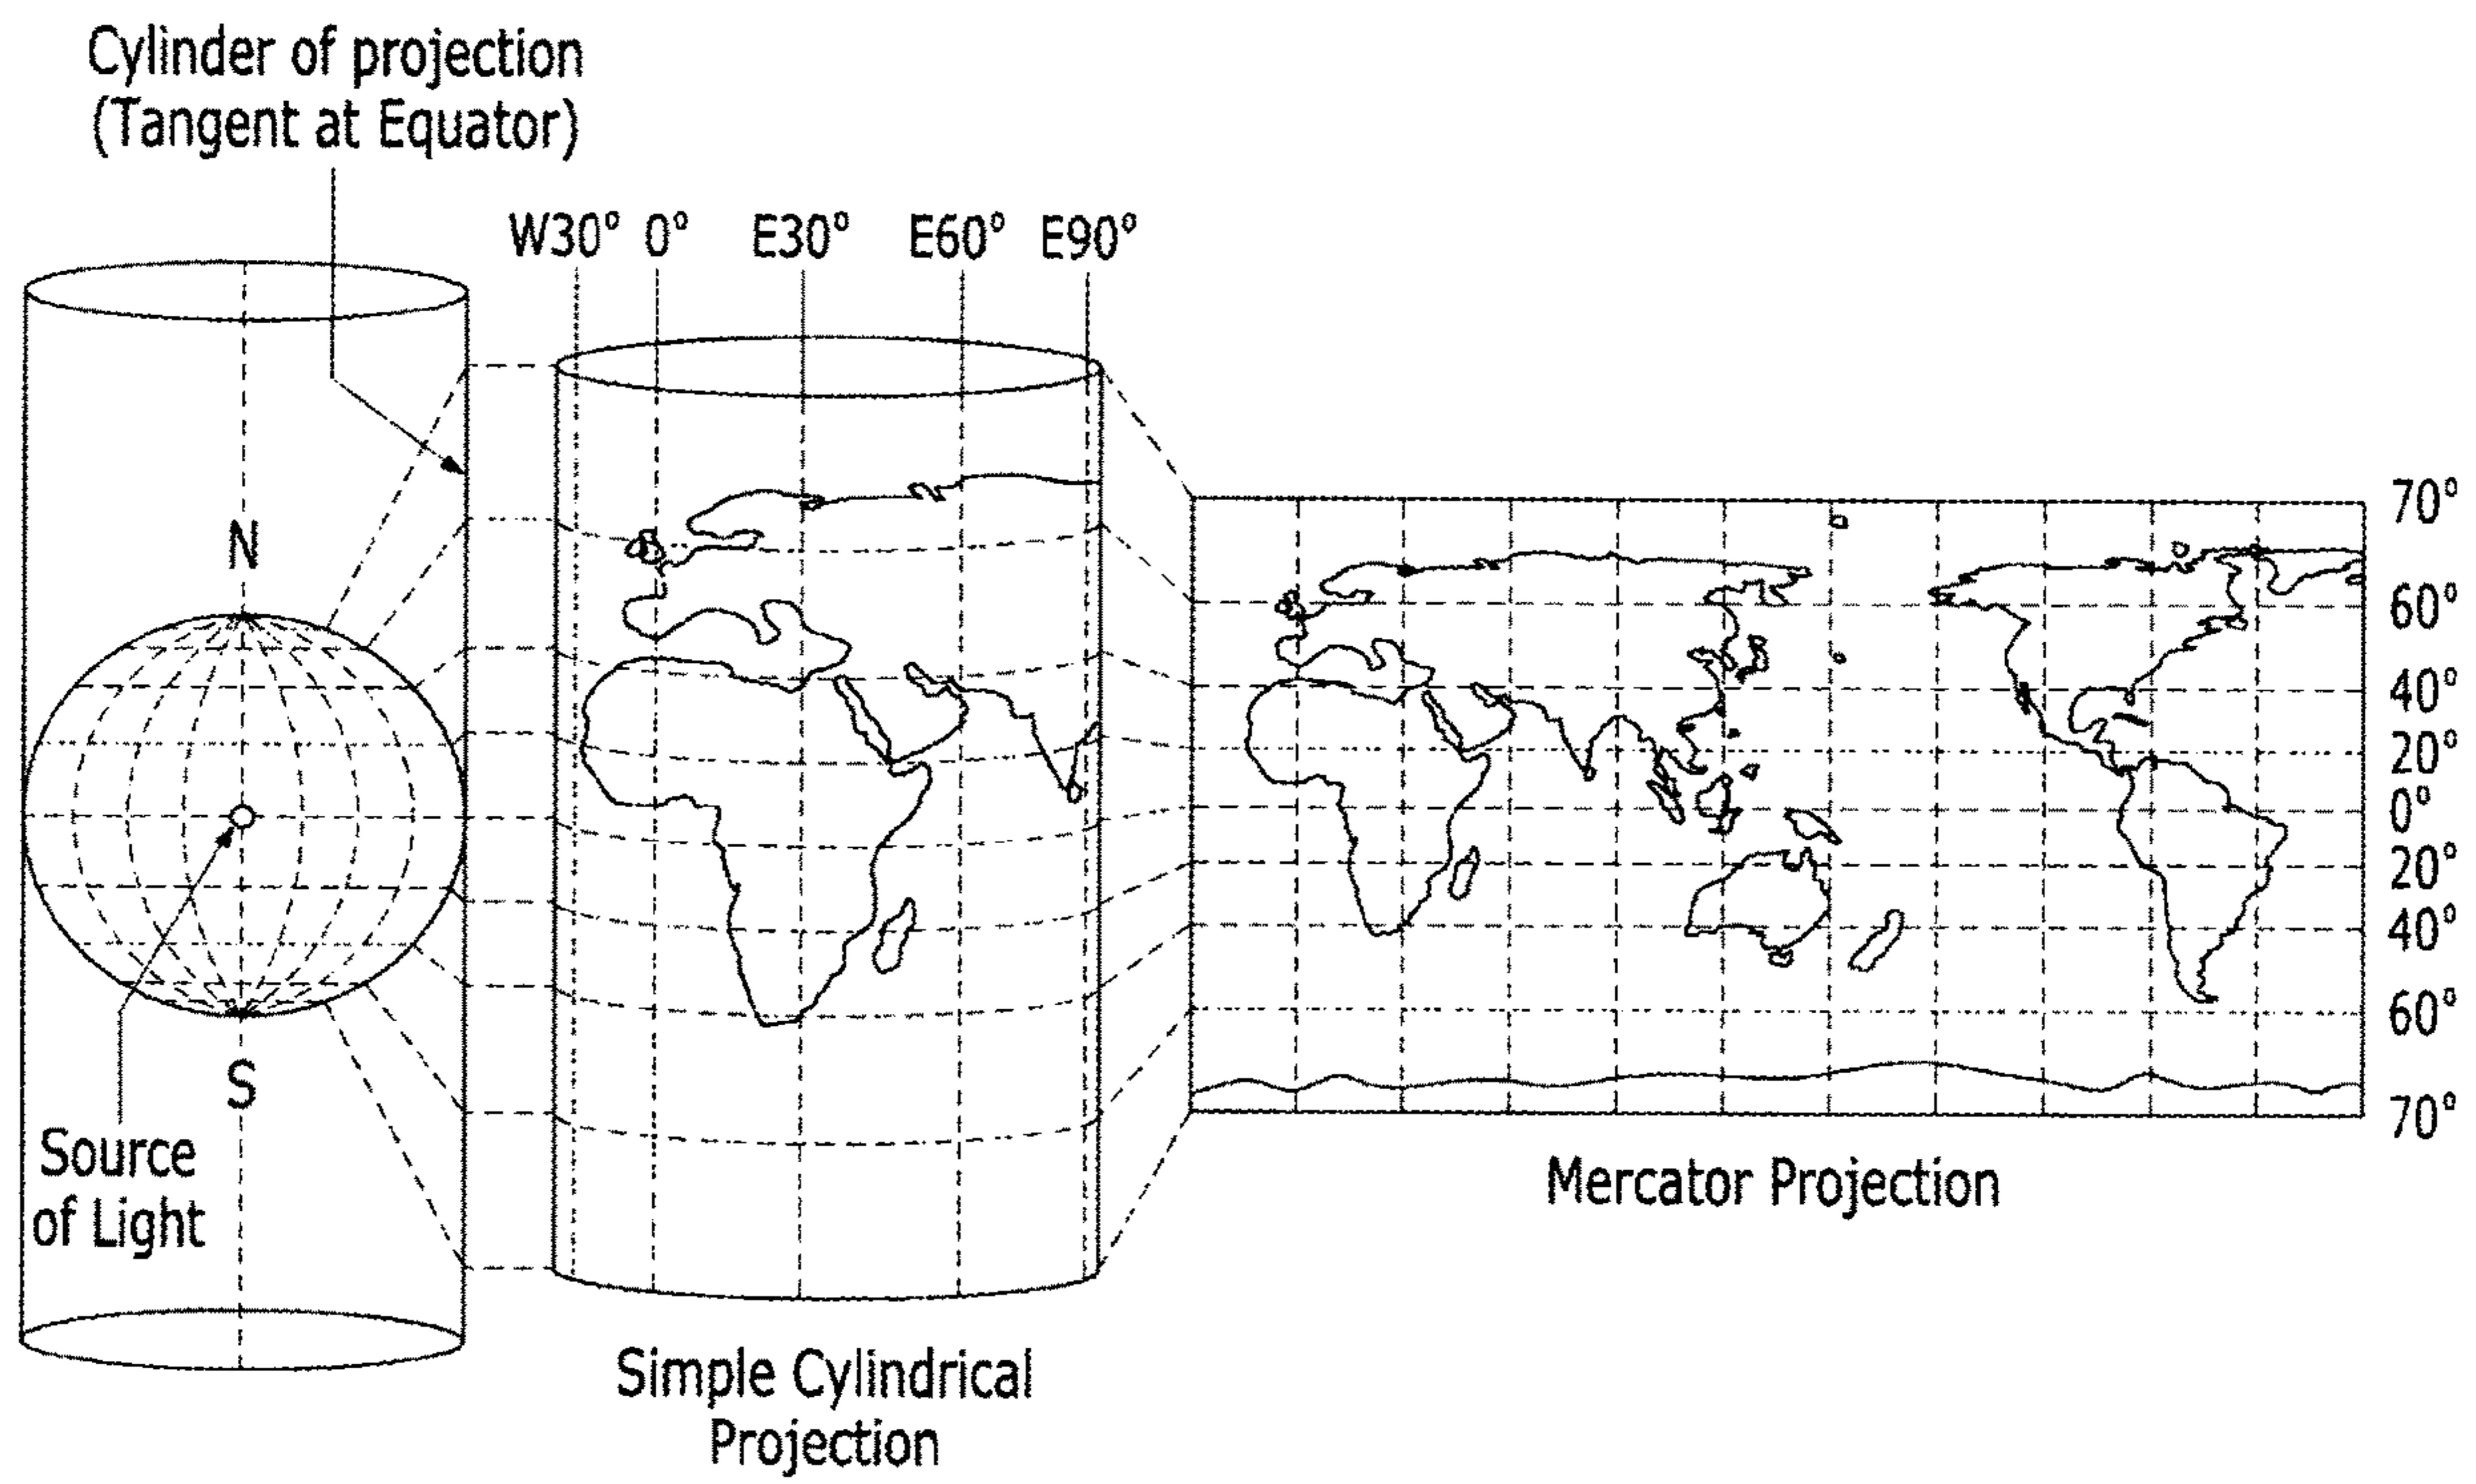 Cylinder of projection
(Tangent at Equator)
W30° 0° E30° E60° E90°
N
S
Source
of Light
Simple Cylindrical
Projection
70°
60°
40°
20°
0°
20°
40°
60°
70°
Mercator Projection